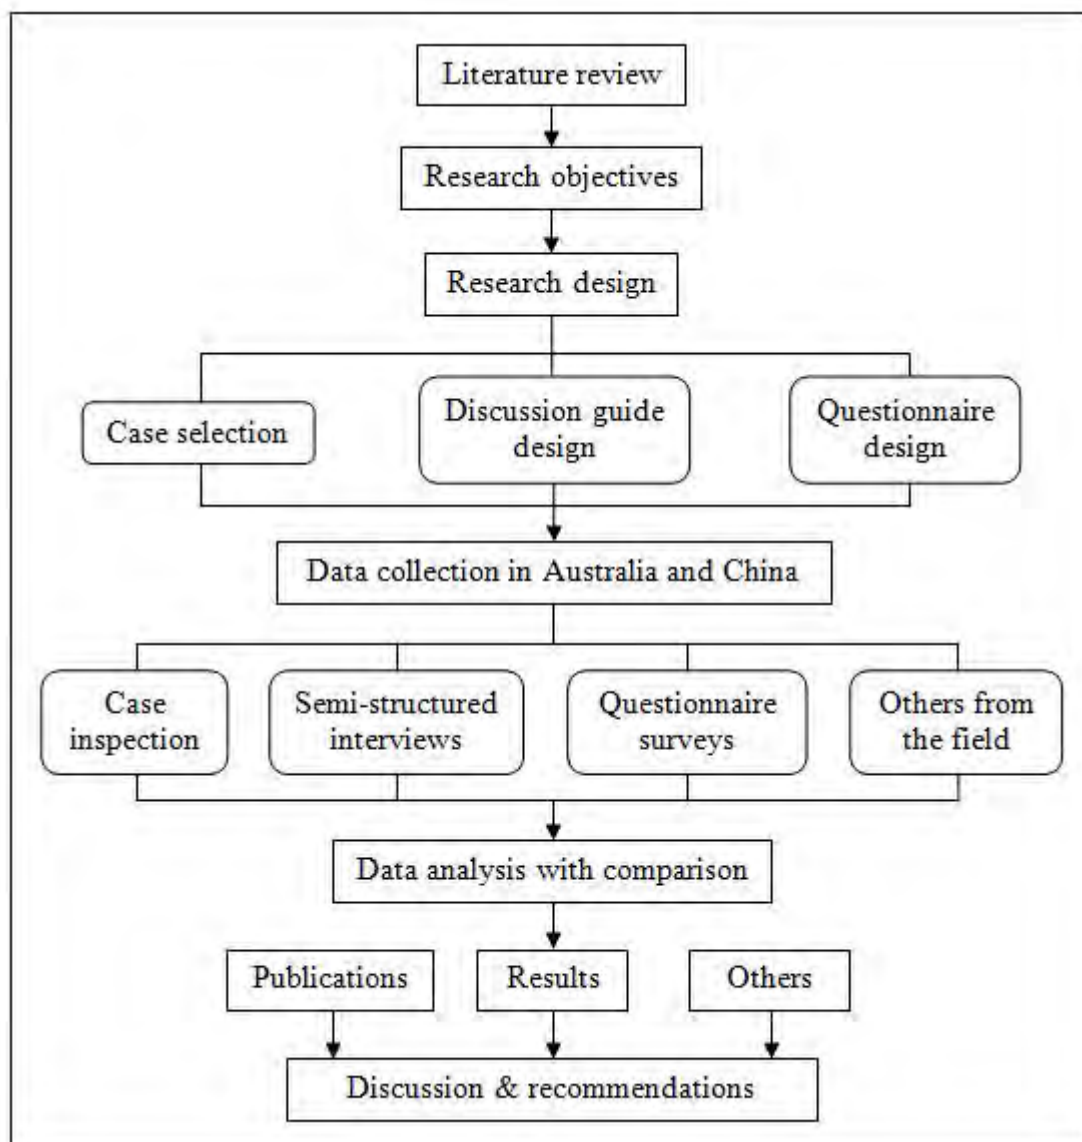 Literature review
Research objectives
Research design
Case selection
Discussion guide
design
Questionnaire
design
Data collection in Australia and China
Case
inspection
Semi-structured
interviews
Questionnaire
surveys
Others from
the field
Data analysis with comparison
Publications
Results
Others
Discussion & recommendations